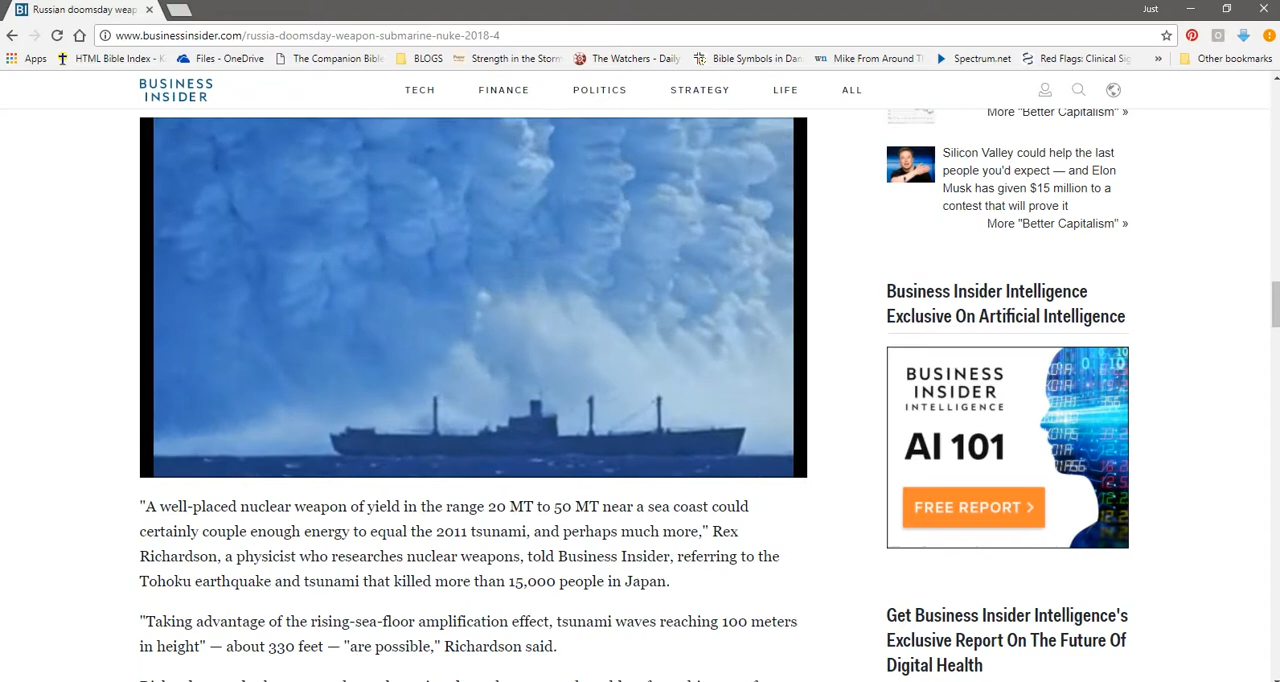 Russian doomsday weap
Just
www.businessinsider.com/russia-doomsday-weapon-submarine-nuke-2018-4
Apps
HTML Bible Index - K
Files - OneDrive
The Companion Bible
BLOGS
Strength in the Storm
The Watchers - Daily
Bible Symbols in Dan
wn Mike From Around T
Spectrum.net
Red Flags: Clinical Sig
» Other bookmarks
BUSINESS
INSIDER
TECH FINANCE POLITICS STRATEGY LIFE ALL
More "Better Capitalism" »
Silicon Valley could help the last
people you'd expect — and Elon
Musk has given $15 million to a
contest that will prove it
More "Better Capitalism" »
Business Insider Intelligence
Exclusive On Artificial Intelligence
BUSINESS
INSIDER
INTELLIGENCE
AI 101
FREE REPORT >
"A well-placed nuclear weapon of yield in the range 20 MT to 50 MT near a sea coast could
certainly couple enough energy to equal the 2011 tsunami, and perhaps much more," Rex
Richardson, a physicist who researches nuclear weapons, told Business Insider, referring to the
Tohoku earthquake and tsunami that killed more than 15,000 people in Japan.
"Taking advantage of the rising-sea-floor amplification effect, tsunami waves reaching 100 meters
in height" — about 330 feet — "are possible," Richardson said.
Get Business Insider Intelligence's
Exclusive Report On The Future Of
Digital Health